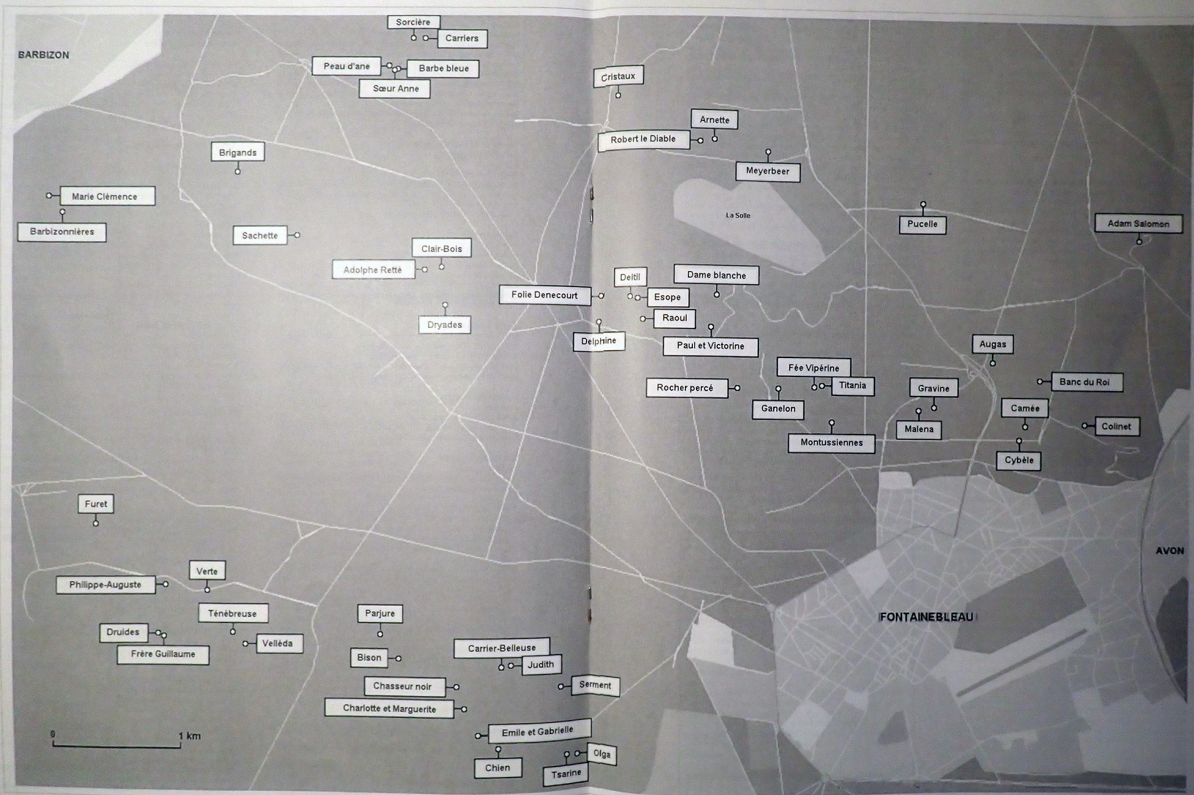 Sorcière
Carriers
BARBIZON
Peau d'ane
Barbe bleue
Sœur Anne
Cristaux
Arnette
Robert le Diable
Meyerbeer
Brigands
Marie Clémence
Barbizonnières
La Solle
Pucelle
Adam Salomon
Sachette
Clair-Bois
Adolphe Rettè
Dame blanche
Deltil
Folie Denecourt
Esope
Raoul
Dryades
Delphine
Paul et Victorine
Augas
Fée Vipérine
Titania
Banc du Roi
Rocher percé
Gravine
Ganelon
Camée
Malena
Colinet
Montussiennes
Cybèle
Furet
AVON
Verte
Philippe-Auguste
Ténébreuse
Parjure
FONTAINEBLEAU
Druides
Velléda
Frère Guillaume
Carrier-Belleuse
Bison
Judith
Chasseur noir
Serment
Charlotte et Marguerite
Emile et Gabrielle
0 1 km
Olga
Chien
Tsarine